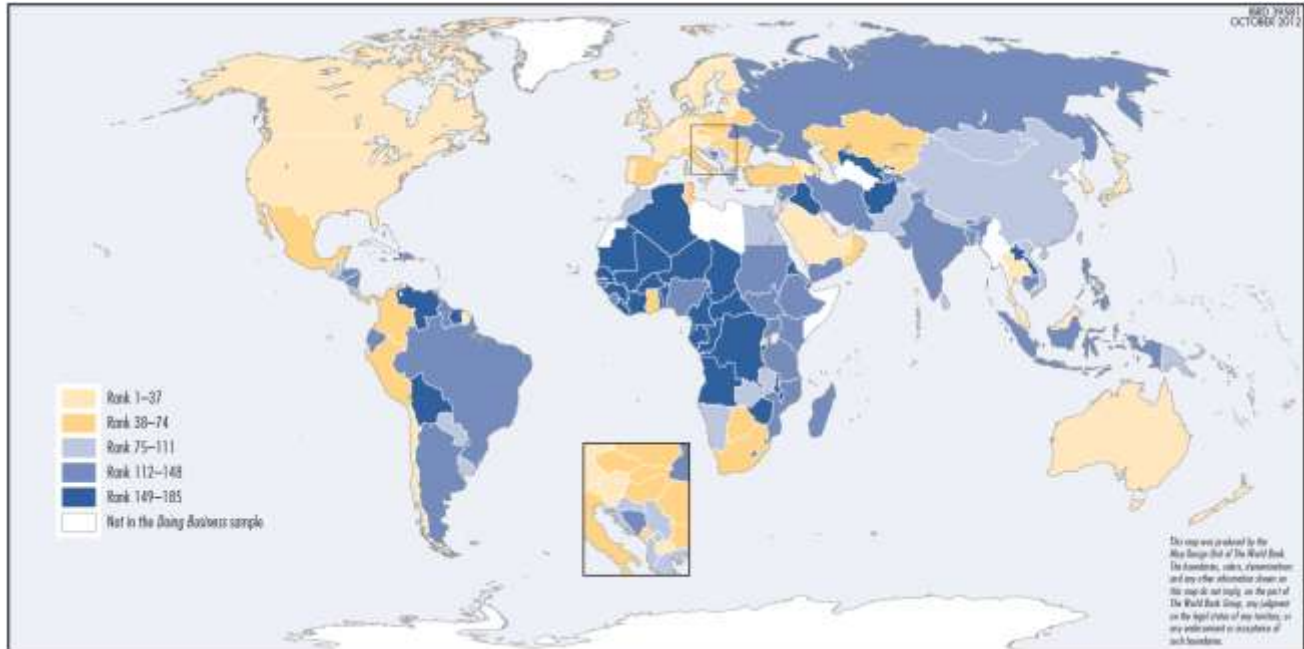 IBRD 39581
OCTOBER 2012
Rank 1–37
Rank 38–74
Rank 75–111
Rank 112–148
Rank 149–185
Not in the Doing Business sample
This map was produced by the
Map Design Unit of The World Bank.
The boundaries, colors, denominations
and any other information shown on
this map do not imply, on the part of
The World Bank Group, any judgment
on the legal status of any territory, or
any endorsement or acceptance of
such boundaries.